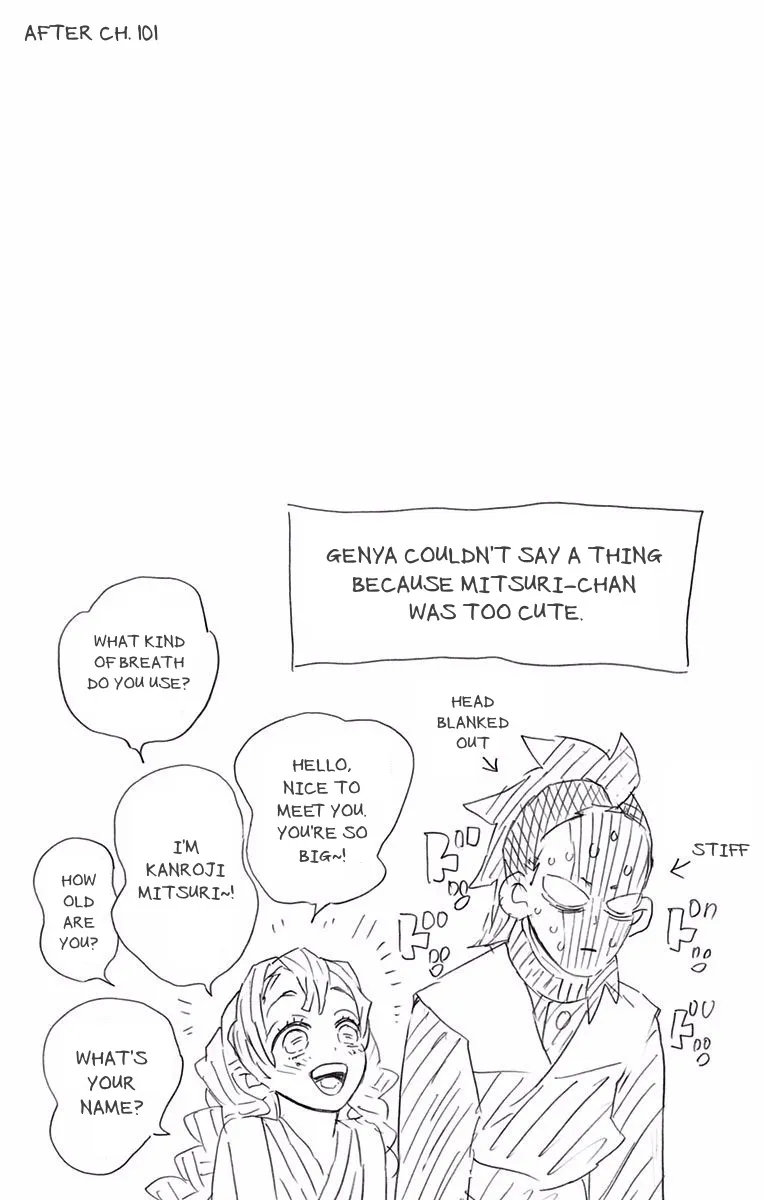 AFTER CH. 101
GENYA COULDN'T SAY A THING
BECAUSE MITSURI-CHAN
WAS TOO CUTE.
HEAD
BLANKED
OUT
STIFF
HELLO,
NICE TO
MEET YOU.
YOU'RE SO
BIG~!
WHAT KIND
OF BREATH
DO YOU USE?
I'M
KANROJI
MITSURI~!
HOW
OLD
ARE
YOU?
WHAT'S
YOUR
NAME?